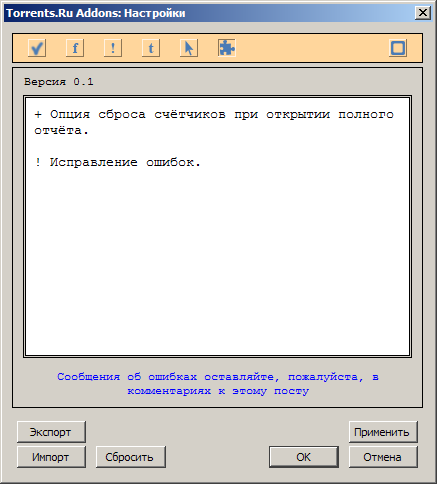 Torrents.Ru Addons: Настройки
f ! t
Версия 0.1
+ Опция сброса счётчиков при открытии полного
отчёта.
! Исправление ошибок.
Сообщения об ошибках оставляйте, пожалуйста, в
комментариях к этому посту
Экспорт Применить
Импорт Сбросить OK Отмена